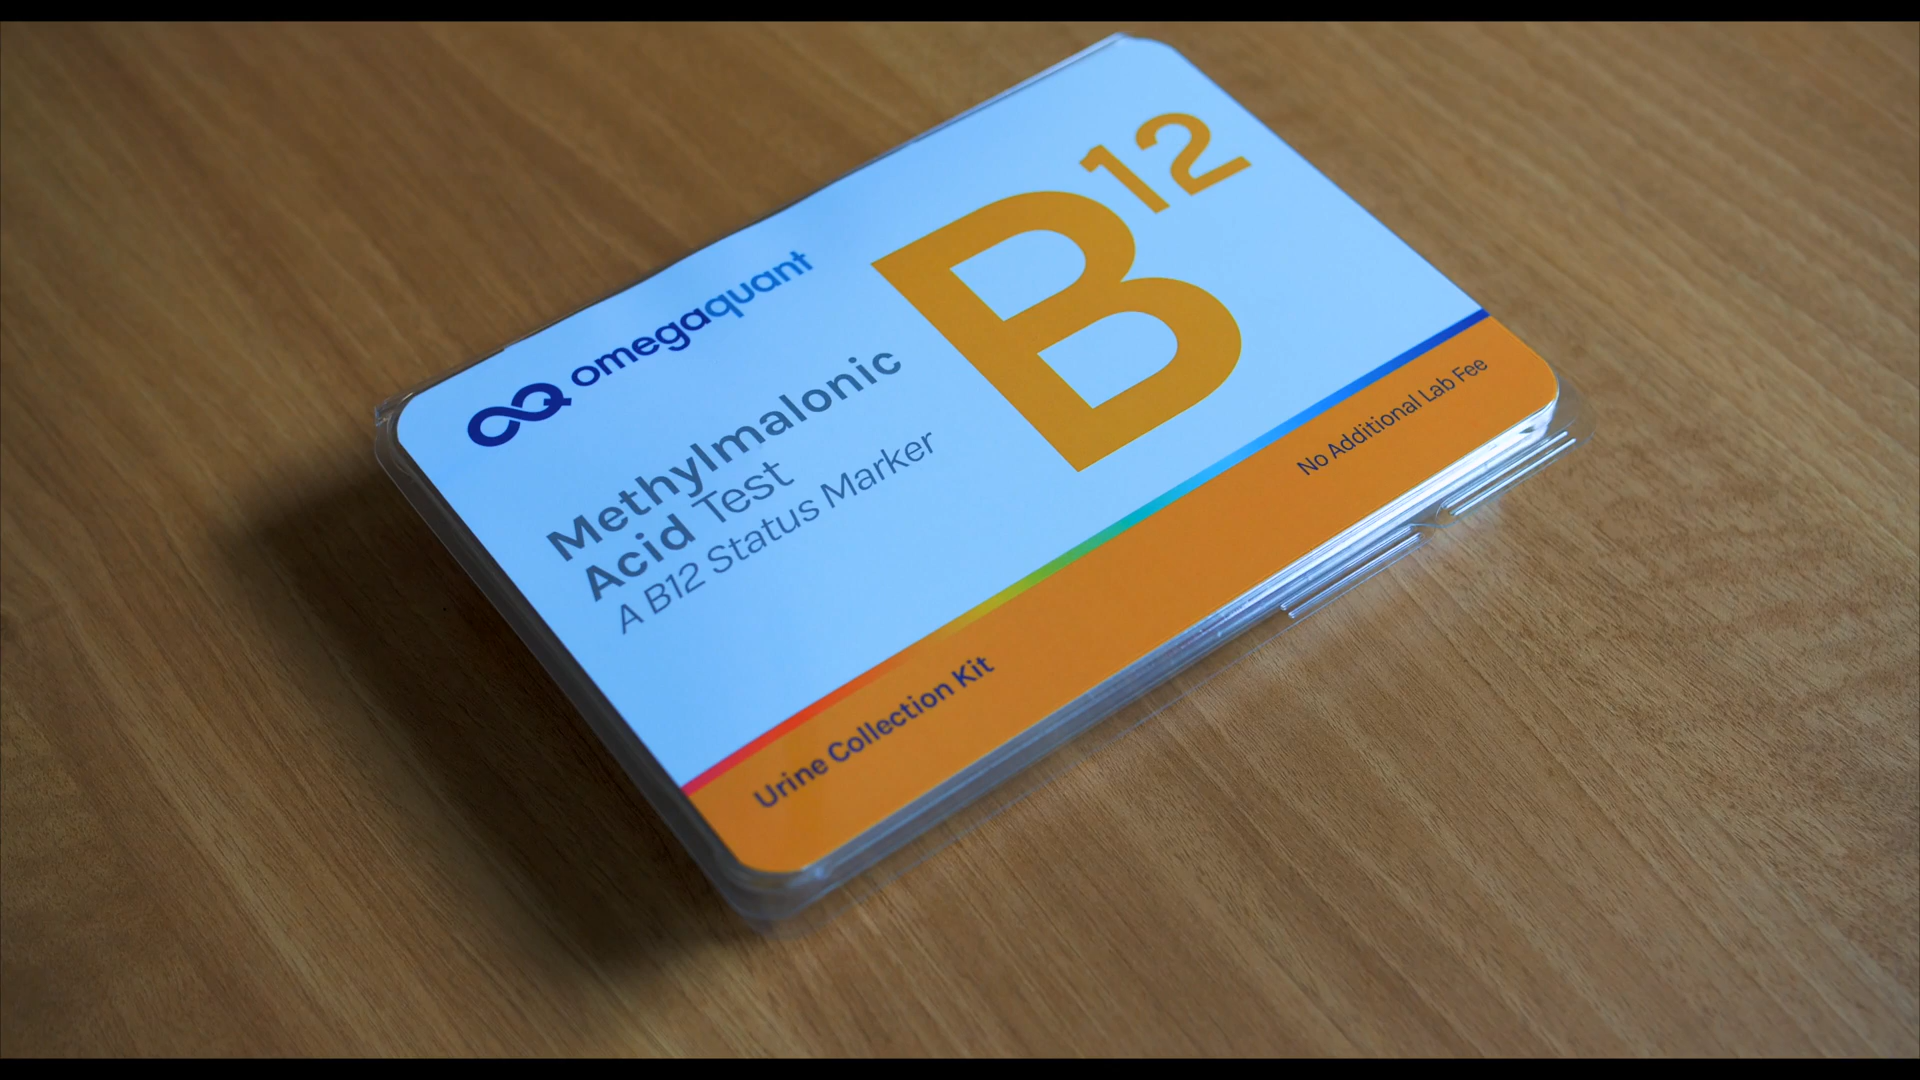 omegaquant
B12
Methylmalonic
Acid Test
A B12 Status Marker
Urine Collection Kit
No Additional Lab Fee